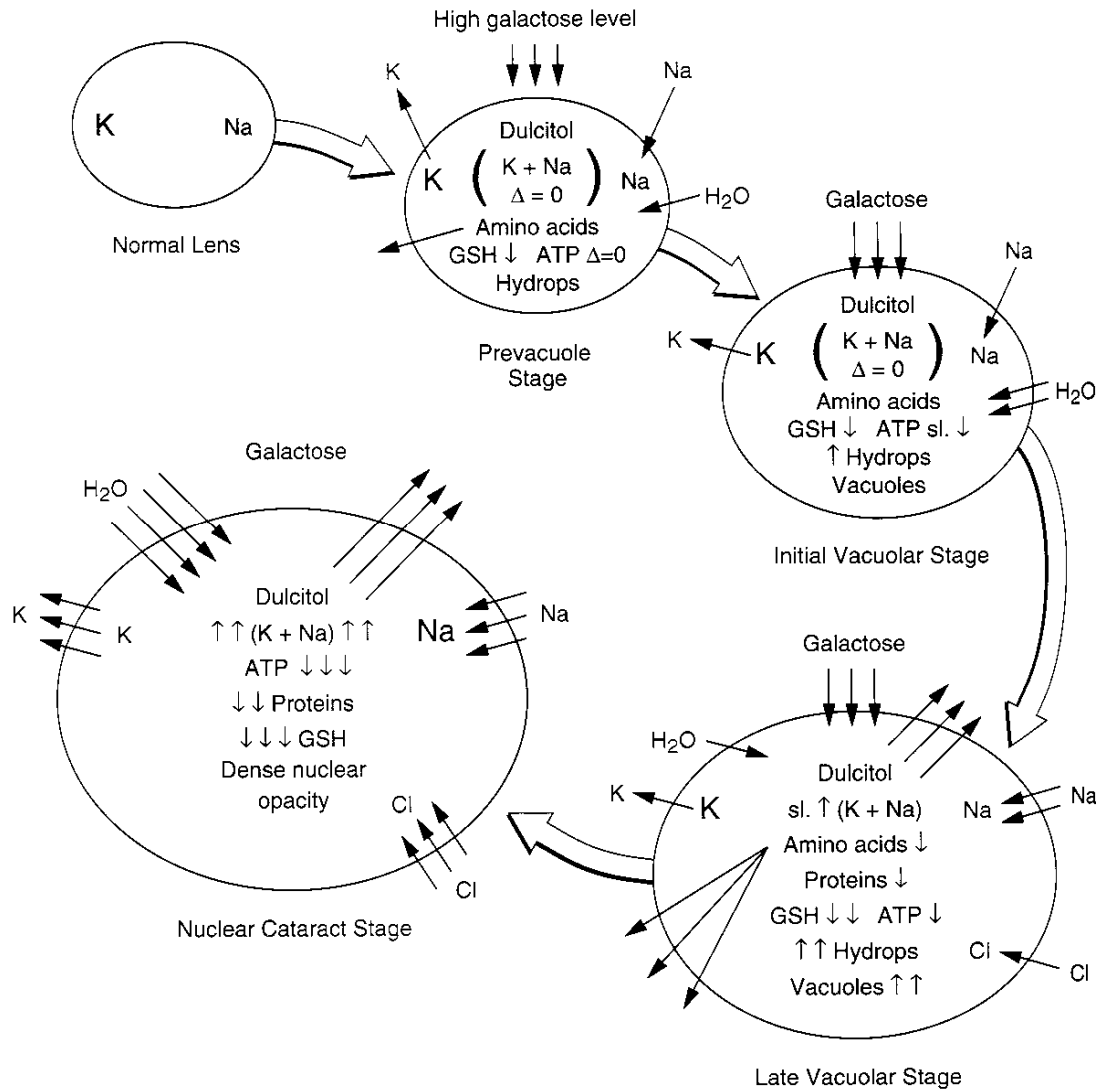 High galactose level
K
Na
K
Na
Normal Lens
Dulcitol
K
( K + Na
Δ = 0 )
Na
H₂O
Amino acids
GSH ↓ ATP Δ=0
Hydrops
Prevacuole
Stage
Galactose
Na
Dulcitol
K
K
( K + Na
Δ = 0 )
Na
H₂O
Amino acids
GSH ↓ ATP sl. ↓
↑ Hydrops
Vacuoles
Initial Vacuolar Stage
Galactose
H₂O
Dulcitol
K
K
sl. ↑ (K + Na)
Na
Na
Amino acids ↓
Proteins ↓
GSH ↓↓ ATP ↓
↑↑ Hydrops
Cl
Cl
Vacuoles ↑↑
Late Vacuolar Stage
Galactose
H₂O
Dulcitol
K
K
↑↑ (K + Na) ↑↑
Na
Na
ATP ↓↓↓
↓↓ Proteins
↓↓↓ GSH
Dense nuclear
opacity
Cl
Cl
Nuclear Cataract Stage